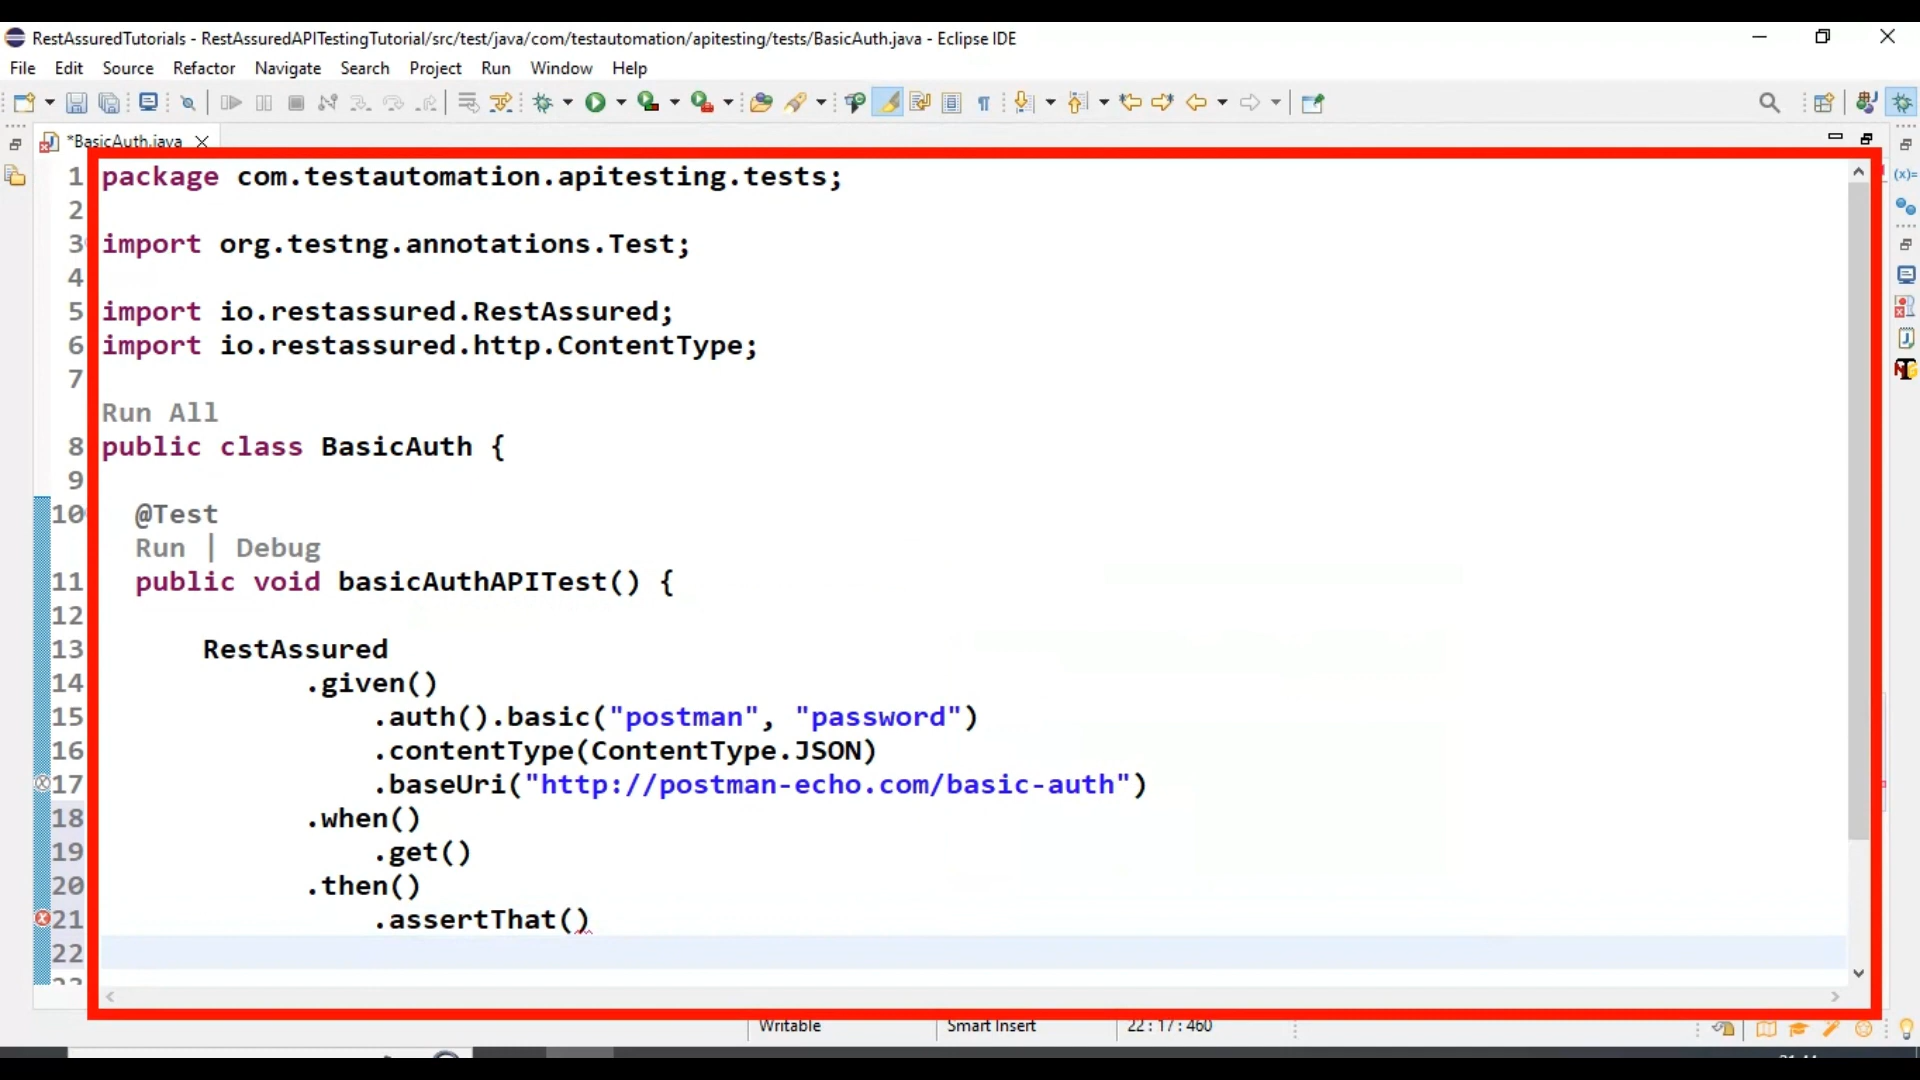 RestAssuredTutorials - RestAssuredAPITestingTutorial/src/test/java/com/testautomation/apitesting/tests/BasicAuth.java - Eclipse IDE
File Edit Source Refactor Navigate Search Project Run Window Help
*BasicAuth.java
1 package com.testautomation.apitesting.tests;
2
3 import org.testng.annotations.Test;
4
5 import io.restassured.RestAssured;
6 import io.restassured.http.ContentType;
7
Run All
8 public class BasicAuth {
9
10 @Test
Run | Debug
11 public void basicAuthAPITest() {
12
13 RestAssured
14 .given()
15 .auth().basic("postman", "password")
16 .contentType(ContentType.JSON)
17 .baseUri("http://postman-echo.com/basic-auth")
18 .when()
19 .get()
20 .then()
21 .assertThat()
22
Writable Smart Insert 22 : 17 : 460